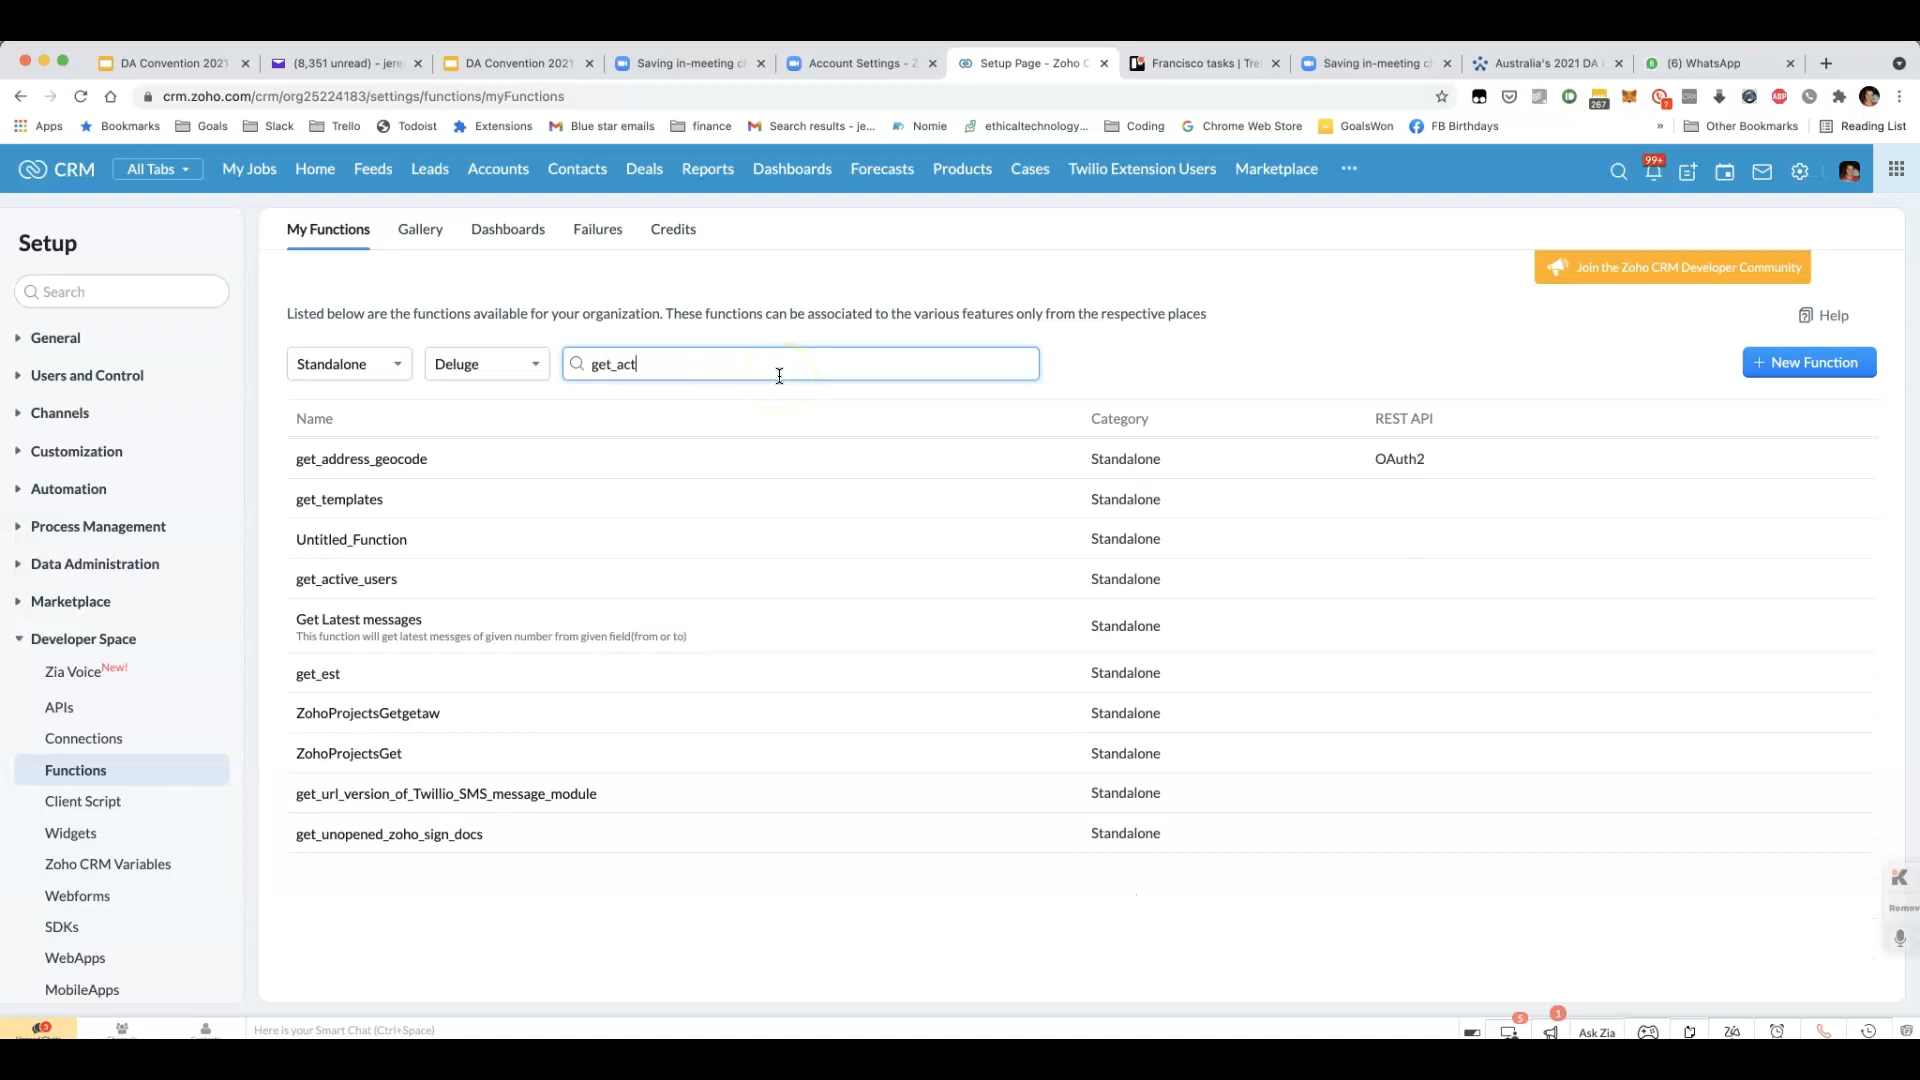 DA Convention 2021
(8,351 unread) - jere
DA Convention 2021
Saving in-meeting ch
Account Settings - Z
Setup Page - Zoho C
Francisco tasks | Tre
Saving in-meeting ch
Australia's 2021 DA
(6) WhatsApp
crm.zoho.com/crm/org25224183/settings/functions/myFunctions
267
ABP
Apps
Bookmarks
Goals
Slack
Trello
Todoist
Extensions
Blue star emails
finance
Search results - je...
Nomie
ethicaltechnology...
Coding
Chrome Web Store
GoalsWon
FB Birthdays
»
Other Bookmarks
Reading List
CRM
All Tabs
My Jobs
Home
Feeds
Leads
Accounts
Contacts
Deals
Reports
Dashboards
Forecasts
Products
Cases
Twilio Extension Users
Marketplace
99+
Setup
Search
General
Users and Control
Channels
Customization
Automation
Process Management
Data Administration
Marketplace
Developer Space
Zia Voice New!
APIs
Connections
Functions
Client Script
Widgets
Zoho CRM Variables
Webforms
SDKs
WebApps
MobileApps
My Functions
Gallery
Dashboards
Failures
Credits
Join the Zoho CRM Developer Community
Listed below are the functions available for your organization. These functions can be associated to the various features only from the respective places
Help
Standalone
Deluge
get_act
+ New Function
Name Category REST API
get_address_geocode Standalone OAuth2
get_templates Standalone
Untitled_Function Standalone
get_active_users Standalone
Get Latest messages Standalone
This function will get latest messges of given number from given field(from or to)
get_est Standalone
ZohoProjectsGetgetaw Standalone
ZohoProjectsGet Standalone
get_url_version_of_Twillio_SMS_message_module Standalone
get_unopened_zoho_sign_docs Standalone
Remov
3
Here is your Smart Chat (Ctrl+Space)
5
1
Ask Zia